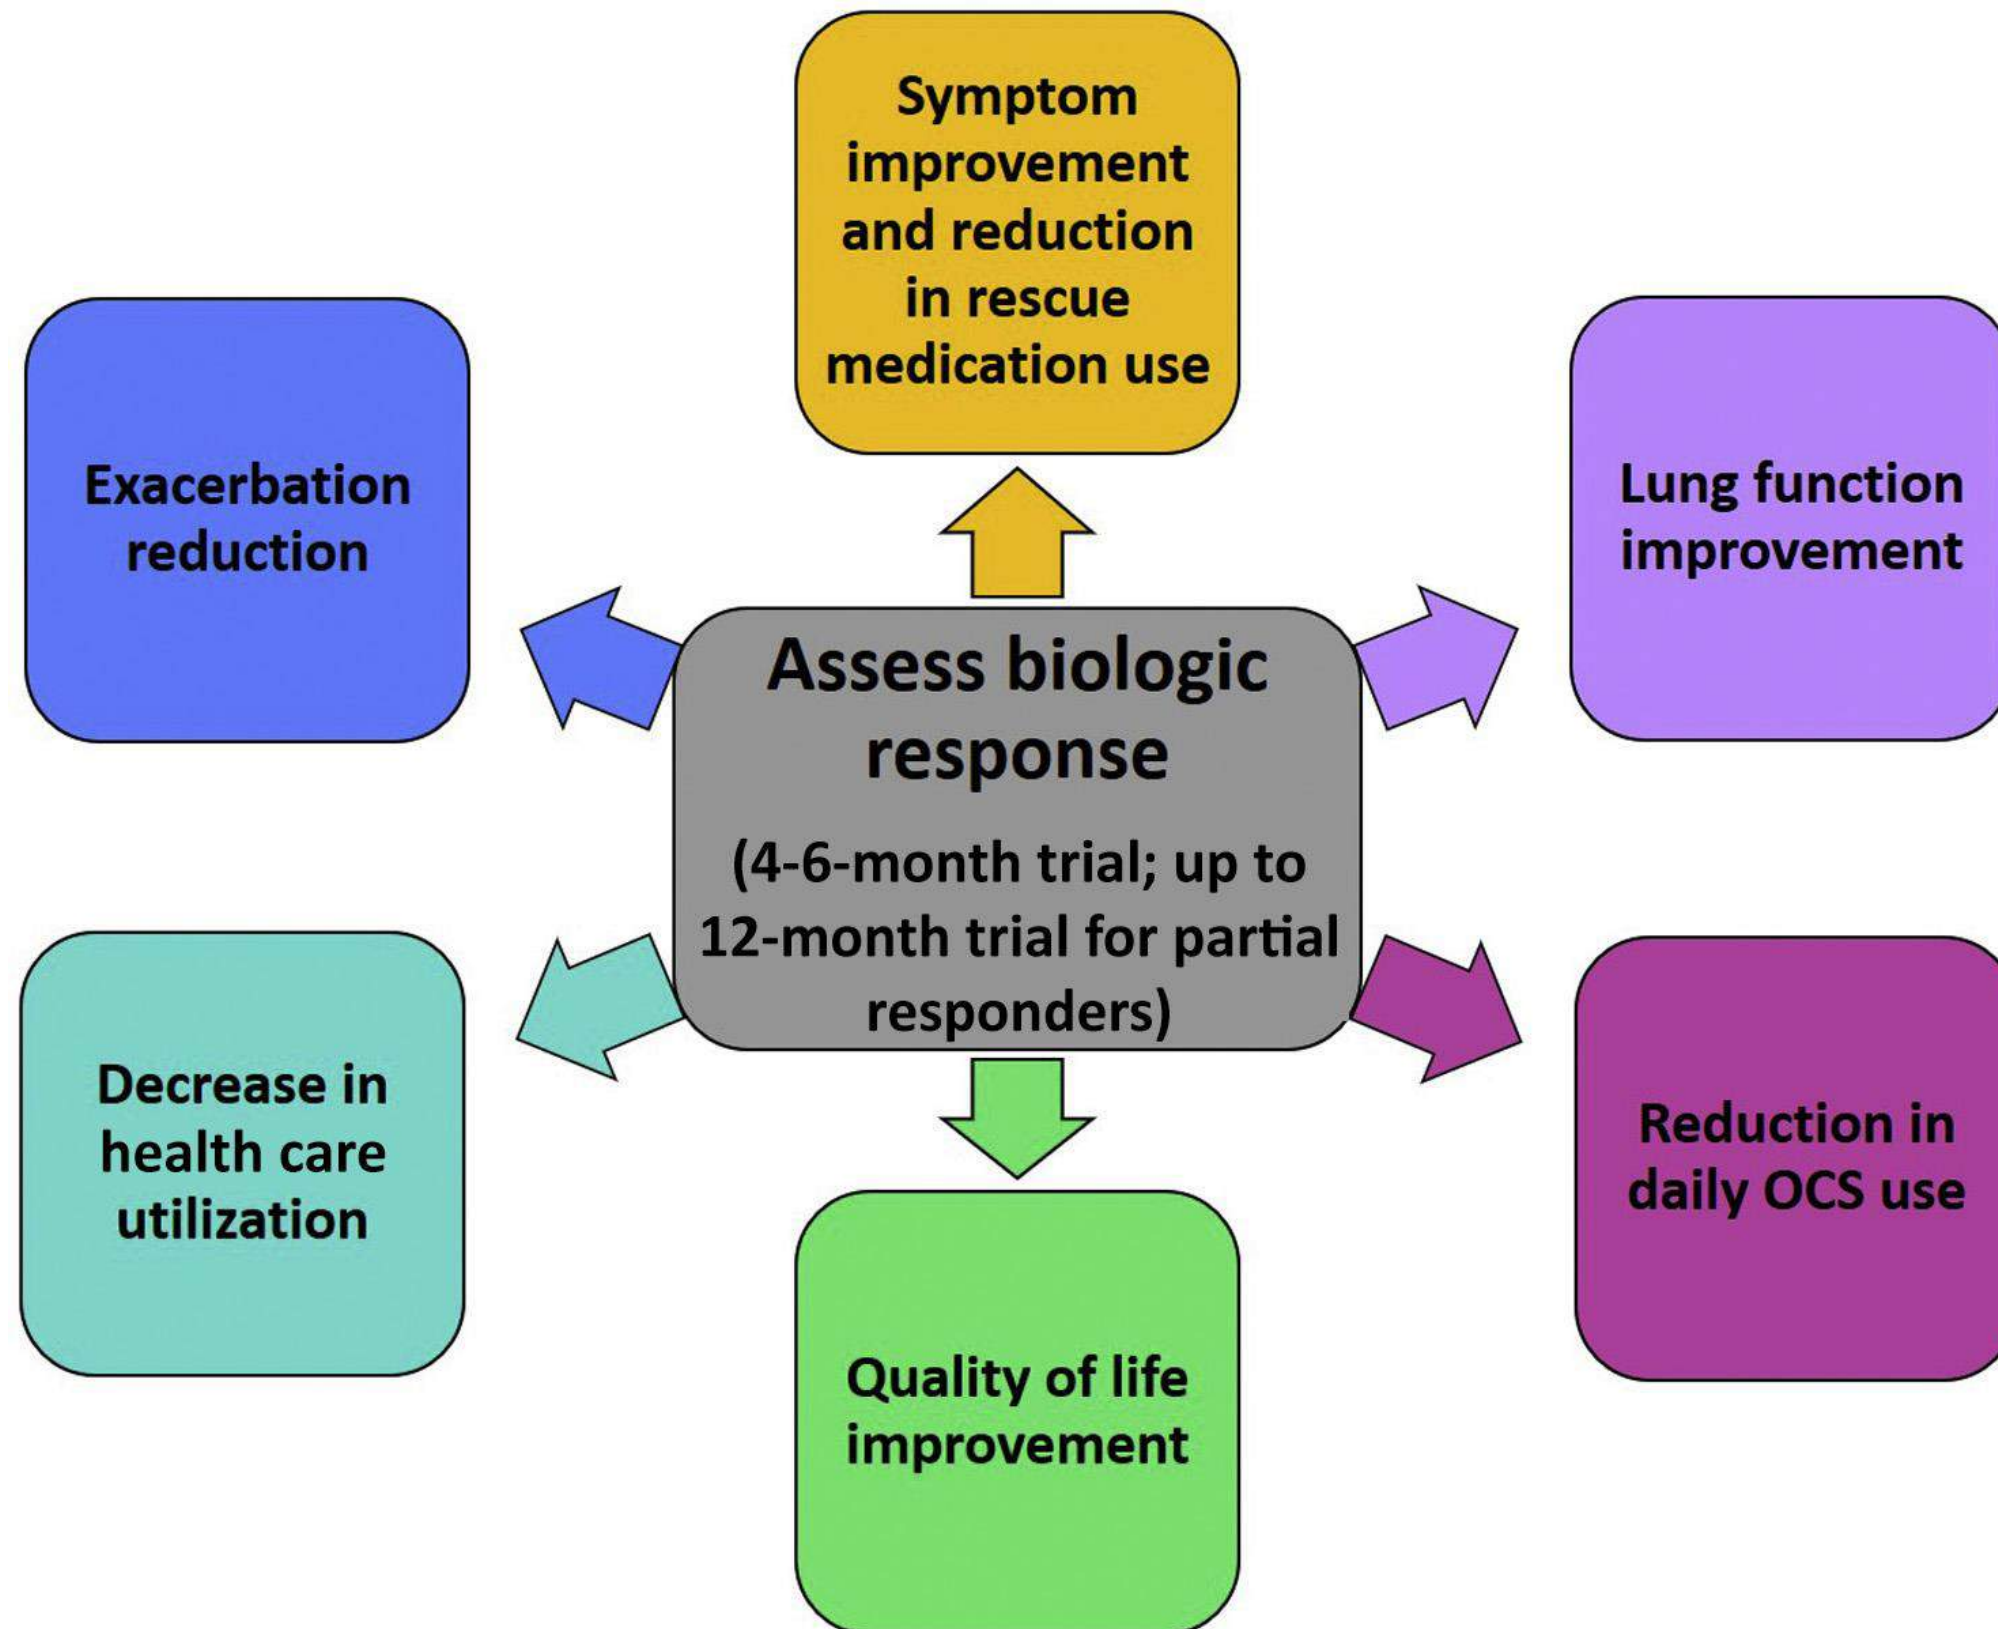 Symptom
improvement
and reduction
in rescue
medication use
Exacerbation
reduction
Lung function
improvement
Assess biologic
response
(4-6-month trial; up to
12-month trial for partial
responders)
Decrease in
health care
utilization
Reduction in
daily OCS use
Quality of life
improvement